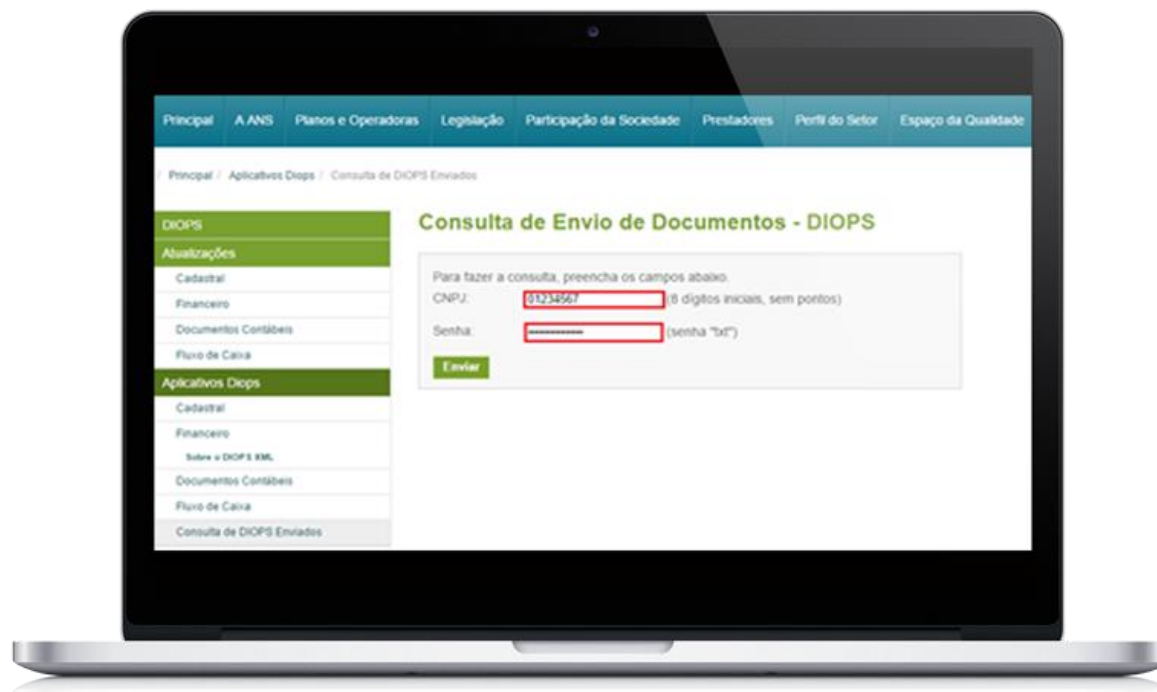 Principal A ANS Planos e Operadoras Legislação Participação da Sociedade Prestadores Perfil do Setor Espaço da Qualidade
/ Principal / Aplicativos Diops / Consulta de DIOPS Enviados
DIOPS
Atualizações
Cadastral
Financeiro
Documentos Contábeis
Fluxo de Caixa
Aplicativos Diops
Cadastral
Financeiro
Sobre o DIOPS XML
Documentos Contábeis
Fluxo de Caixa
Consulta de DIOPS Enviados
Consulta de Envio de Documentos - DIOPS
Para fazer a consulta, preencha os campos abaixo.
CNPJ: 01234567 (8 dígitos iniciais, sem pontos)
Senha: (senha "txt")
Enviar